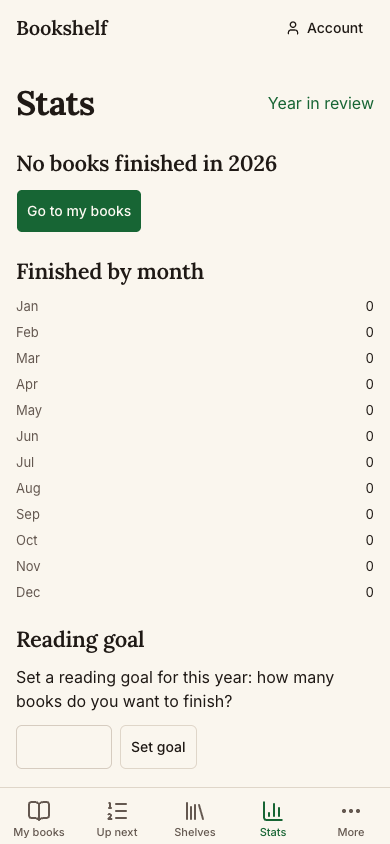 Bookshelf
Account
Stats
Year in review
No books finished in 2026
Go to my books
Finished by month
Jan 0
Feb 0
Mar 0
Apr 0
May 0
Jun 0
Jul 0
Aug 0
Sep 0
Oct 0
Nov 0
Dec 0
Reading goal
Set a reading goal for this year: how many
books do you want to finish?
Set goal
My books
Up next
Shelves
Stats
More